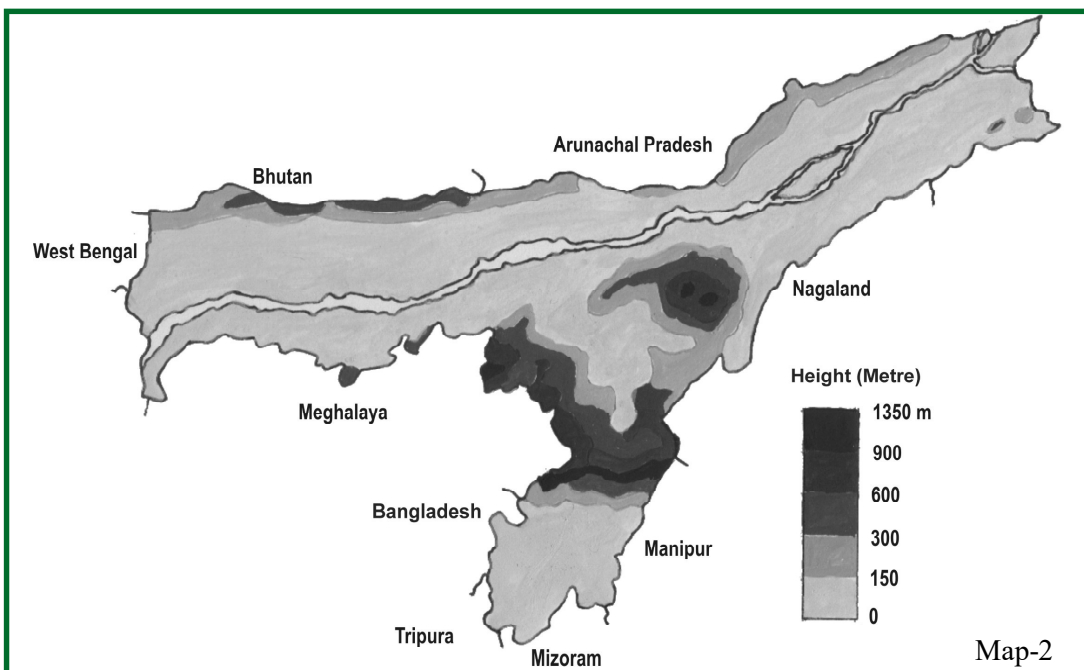 Arunachal Pradesh
Bhutan
West Bengal
Nagaland
Meghalaya
Bangladesh
Manipur
Tripura
Mizoram
Height (Metre)
1350 m
900
600
300
150
0
Map-2